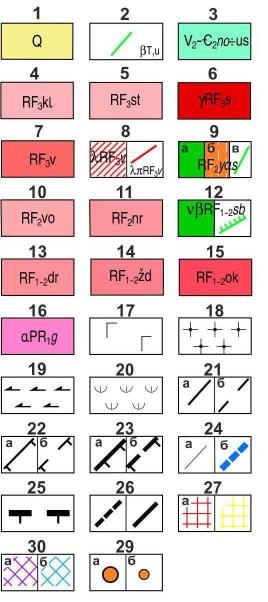 1 2 3
Q βT₁u V₂-Ꞓ₂no÷us
4 5 6
RF₃kl RF₃st γRF₃s
7 8 9
RF₃v λRF₃v λπRF₃v а б в RF₂yas
10 11 12
RF₂vo RF₂nr νβRF₁₋₂sb
13 14 15
RF₁₋₂dr RF₁₋₂žd RF₁₋₂ok
16 17 18
αPR₁g
19 20 21
а б
22 23 24
а б а б а б
25 26 27
а б
30 29
а б а б